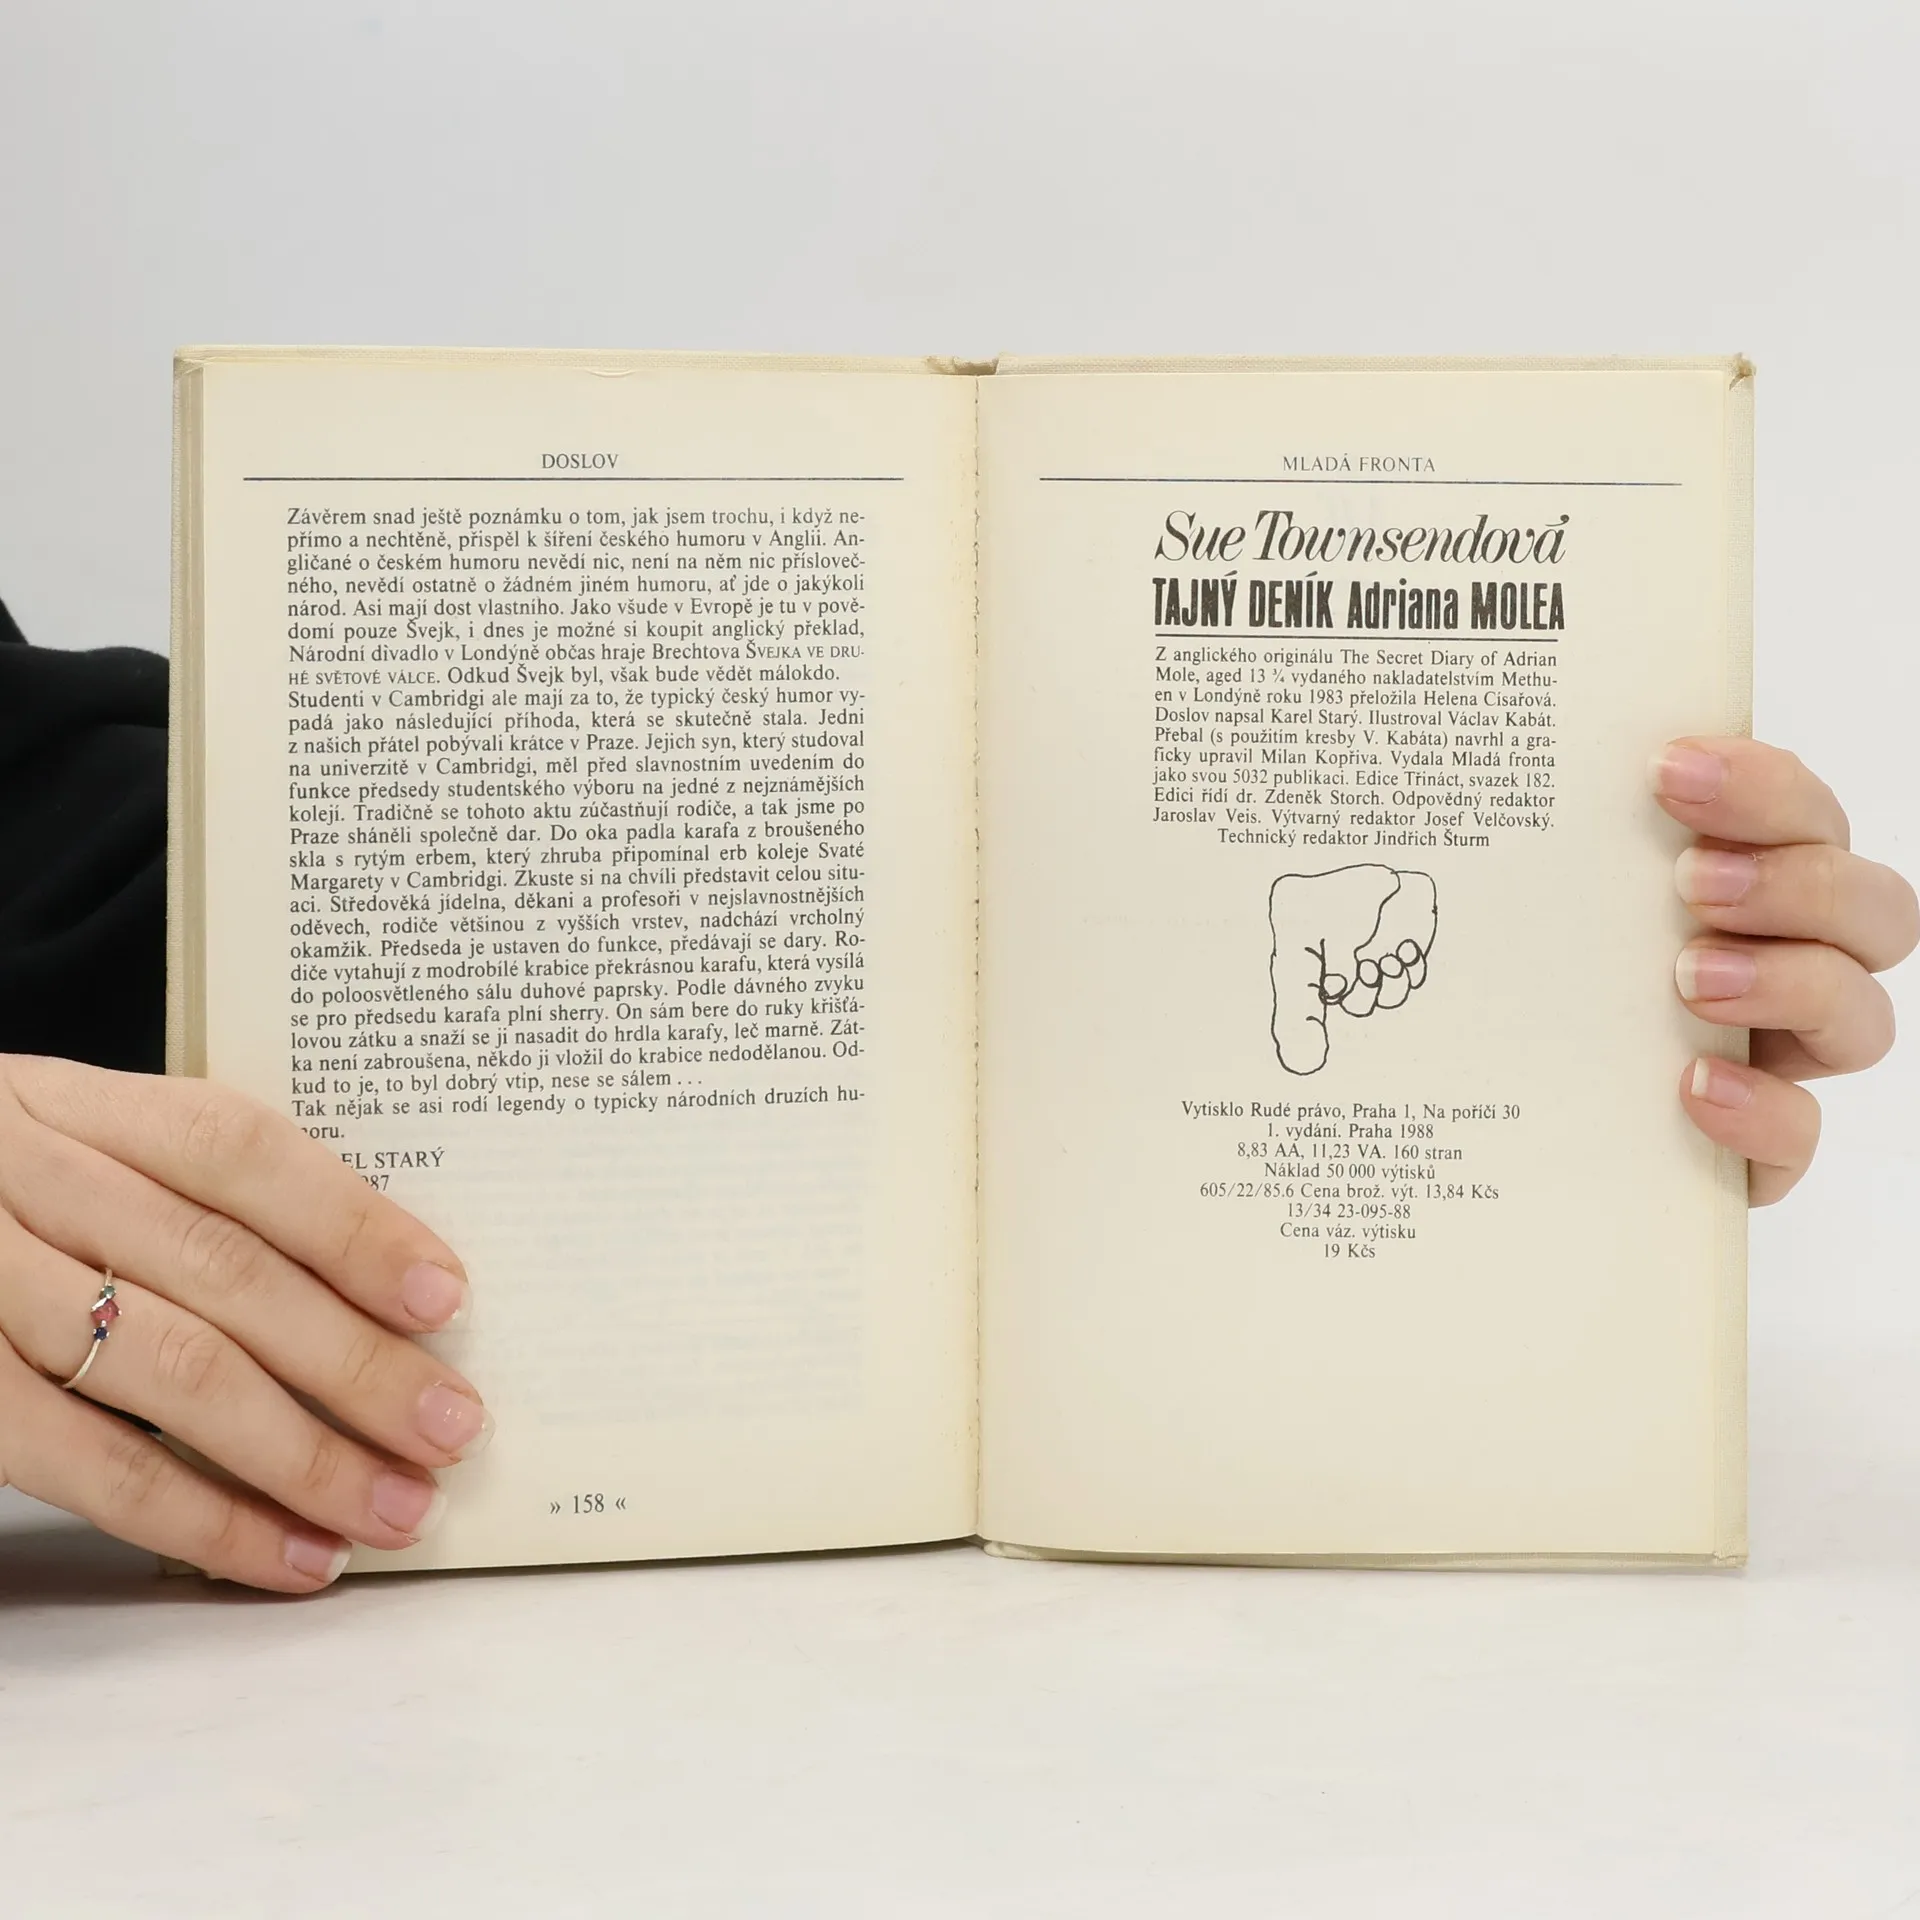 DOSLOV
Závěrem snad ještě poznámku o tom, jak jsem trochu, i když ne-
přímo a nechtěně, přispěl k šíření českého humoru v Anglii. An-
gličané o českém humoru nevědí nic, není na něm nic příslověč-
ného, nevědí ostatně o žádném jiném humoru, ať jde o jakýkoli
národ. Asi mají dost vlastního. Jako všude v Evropě je tu v pově-
domí pouze Švejk, i dnes je možné si koupit anglický překlad,
Národní divadlo v Londýně občas hraje Brechtova ŠVEJKA VE DRU-
HÉ SVĚTOVÉ VÁLCE. Odkud Švejk byl, však bude vědět málokdo.
Studenti v Cambridgi ale mají za to, že typický český humor vy-
padá jako následující příhoda, která se skutečně stala. Jedni
z našich přátel pobývali krátce v Praze. Jejich syn, který studoval
na univerzitě v Cambridgi, měl před slavnostním uvedením do
funkce předsedy studentského výboru na jedné z nejznámějších
kolejí. Tradičně se tohoto aktu zúčastňují rodiče, a tak jsme po
Praze sháněli společně dar. Do oka padla karafa z broušeného
skla s rytým erbem, který zhruba připomínal erb koleje Svaté
Margarety v Cambridgi. Zkuste si na chvíli představit celou situ-
aci. Středověká jídelna, děkani a profesoři v nejslavnostnějších
oděvech, rodiče většinou z vyšších vrstev, nadchází vrcholný
okamžik. Předseda je ustaven do funkce, předávají se dary. Ro-
diče vytahují z modrobílé krabice překrásnou karafu, která vysílá
do poloosvětleného sálu duhové paprsky. Podle dávného zvyku
se pro předsedu karafa plní sherry. On sám bere do ruky křišťá-
lovou zátku a snaží se ji nasadit do hrdla karafy, leč marně. Zát-
ka není zabroušena, někdo ji vložil do krabice nedodělanou. Od-
kud to je, to byl dobrý vtip, nese se sálem . . .
Tak nějak se asi rodí legendy o typicky národních druzích hu-
moru.
EL STARÝ
87
» 158 «
MLADÁ FRONTA
Sue Townsendová
TAJNÝ DENÍK Adriana MOLEA
Z anglického originálu The Secret Diary of Adrian
Mole, aged 13 ¾ vydaného nakladatelstvím Methu-
en v Londýně roku 1983 přeložila Helena Císařová.
Doslov napsal Karel Starý. Ilustroval Václav Kabát.
Přebal (s použitím kresby V. Kabáta) navrhl a gra-
ficky upravil Milan Kopřiva. Vydala Mladá fronta
jako svou 5032 publikaci. Edice Třináct, svazek 182.
Edici řídí dr. Zdeněk Storch. Odpovědný redaktor
Jaroslav Veis. Výtvarný redaktor Josef Velčovský.
Technický redaktor Jindřich Šturm
Vytisklo Rudé právo, Praha 1, Na poříčí 30
1. vydání. Praha 1988
8,83 AA, 11,23 VA. 160 stran
Náklad 50 000 výtisků
605/22/85.6 Cena brož. výt. 13,84 Kčs
13/34 23-095-88
Cena váz. výtisku
19 Kčs